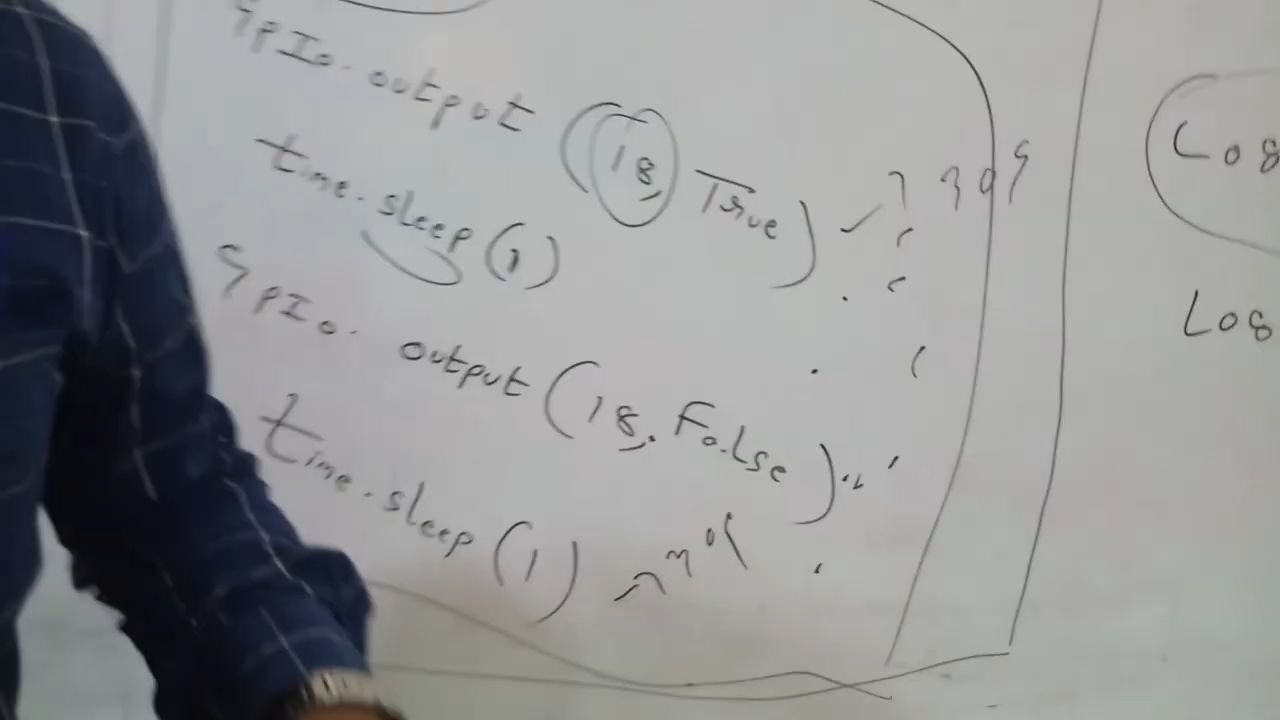 GPIO.output (18, True)
time.sleep (1)
GPIO.output (18, False)
time.sleep (1)
Log
Log